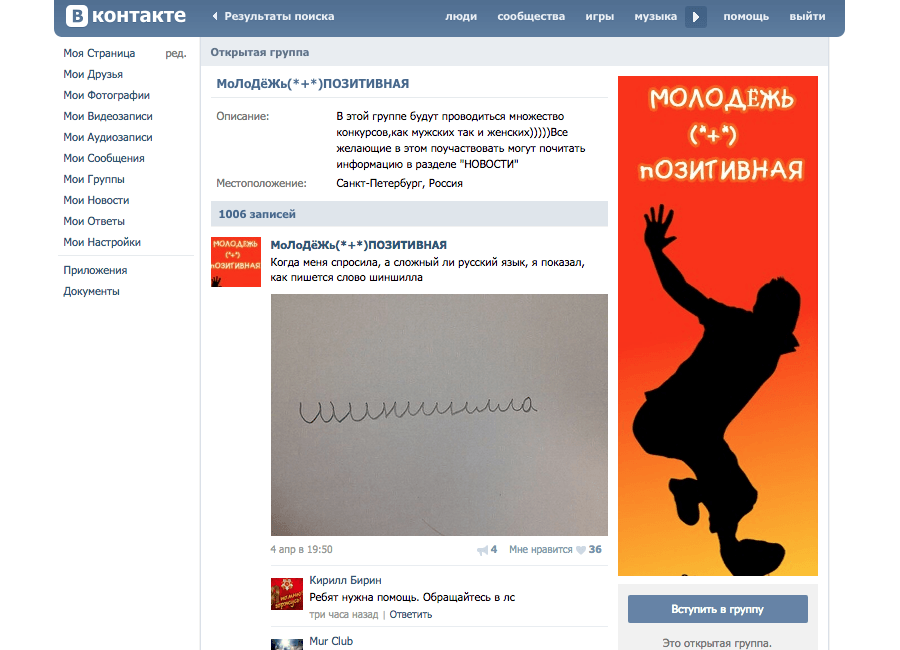 В контакте
Результаты поиска
люди сообщества игры музыка помощь выйти
Моя Страница ред.
Мои Друзья
Мои Фотографии
Мои Видеозаписи
Мои Аудиозаписи
Мои Сообщения
Мои Группы
Мои Новости
Мои Ответы
Мои Настройки
Приложения
Документы
Открытая группа
МоЛоДёЖь(*+*)ПОЗИТИВНАЯ
Описание: В этой группе будут проводиться множество
конкурсов,как мужских так и женских)))))Все
желающие в этом поучаствовать могут почитать
информацию в разделе "НОВОСТИ"
Местоположение: Санкт-Петербург, Россия
1006 записей
МОЛОДЁЖЬ
(*+*)
ПОЗИТИВНАЯ
МоЛоДёЖь(*+*)ПОЗИТИВНАЯ
Когда меня спросила, а сложный ли русский язык, я показал,
как пишется слово шиншилла
шиншилла
4 апр в 19:50 4 Мне нравится 36
Кирилл Бирин
Ребят нужна помощь. Обращайтесь в лс
три часа назад | Ответить
Mur Club
МОЛОДЁЖЬ
(*+*)
пОЗИТИВНАЯ
Вступить в группу
Это открытая группа.